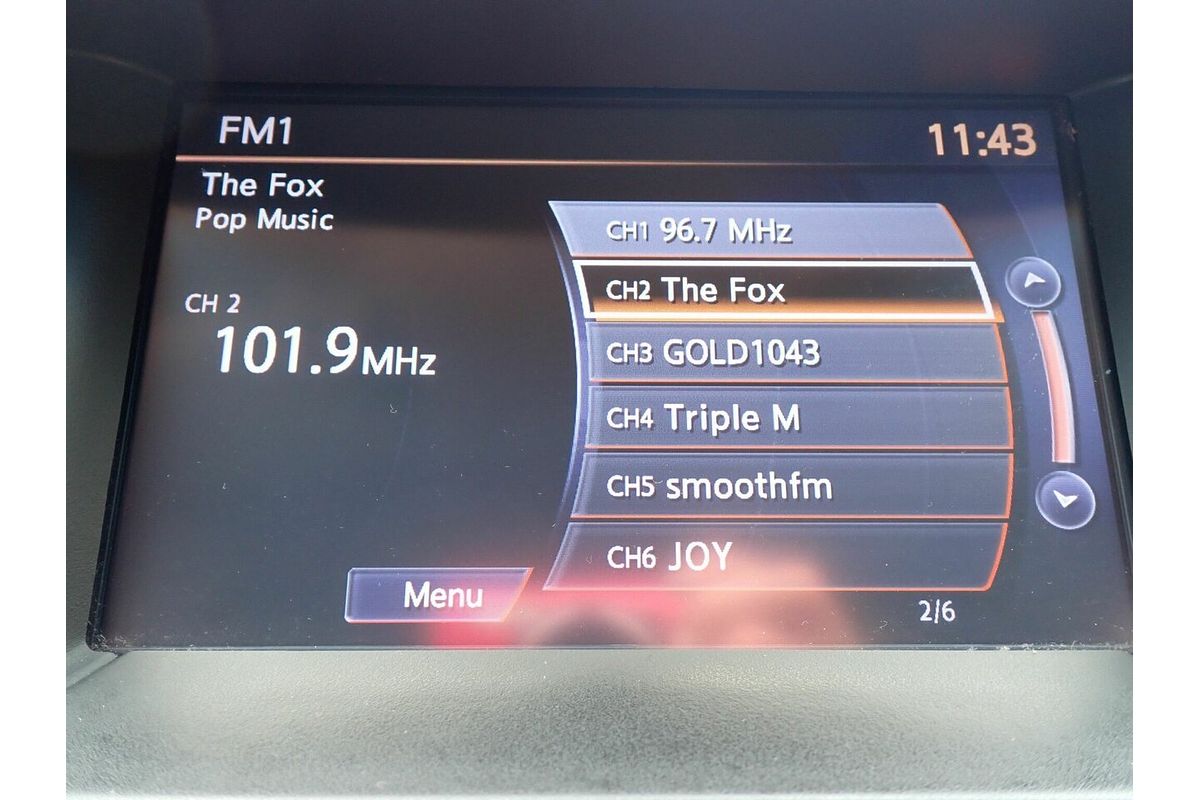 FM1
11:43
The Fox
Pop Music
CH 2
101.9MHz
CH1 96.7 MHz
CH2 The Fox
CH3 GOLD1043
CH4 Triple M
CH5 smoothfm
CH6 JOY
Menu
2/6